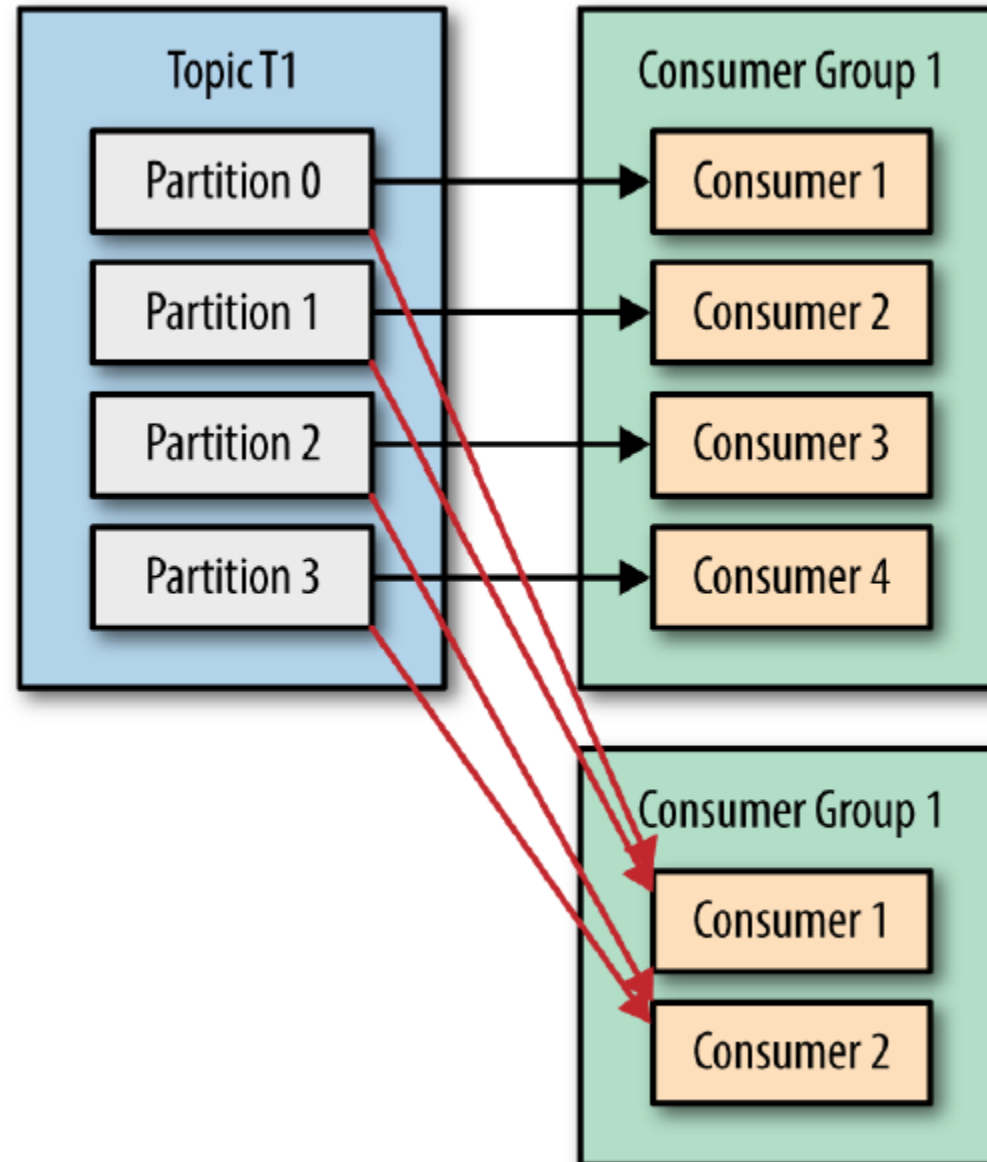 Topic T1
Partition 0
Partition 1
Partition 2
Partition 3
Consumer Group 1
Consumer 1
Consumer 2
Consumer 3
Consumer 4
Consumer Group 1
Consumer 1
Consumer 2